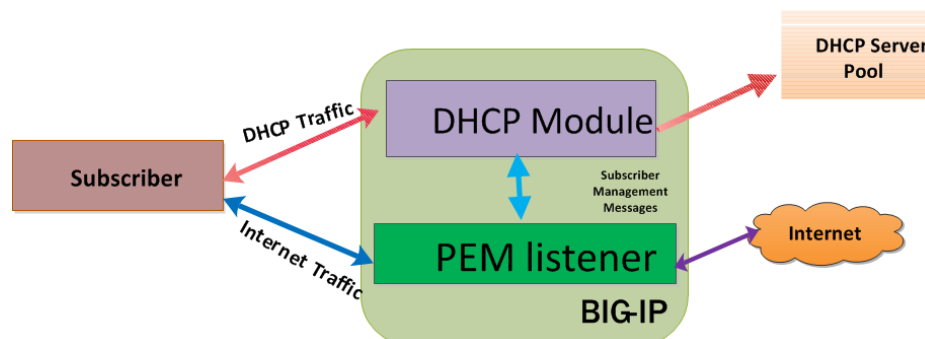 DHCP Server
Pool
DHCP Traffic
DHCP Module
Subscriber
Subscriber
Management
Messages
Internet Traffic
PEM listener
Internet
BIG-IP